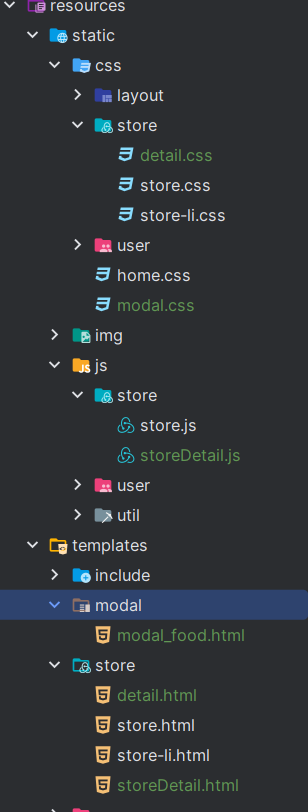 resources
static
css
layout
store
detail.css
store.css
store-li.css
user
home.css
modal.css
img
js
store
store.js
storeDetail.js
user
util
templates
include
modal
modal_food.html
store
detail.html
store.html
store-li.html
storeDetail.html